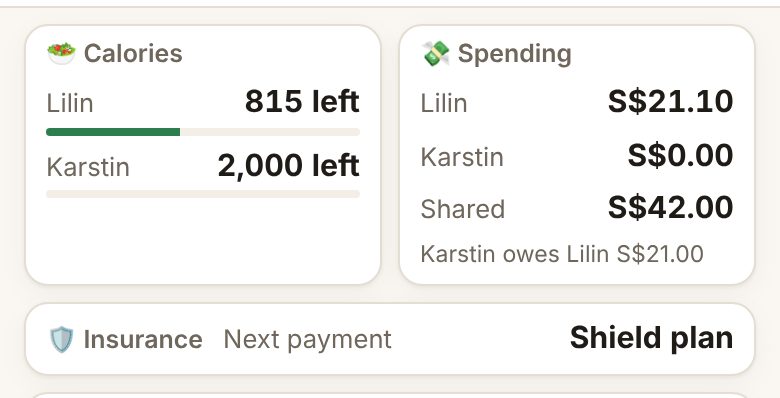 🥗 Calories
Lilin 815 left
Karstin 2,000 left
💸 Spending
Lilin S$21.10
Karstin S$0.00
Shared S$42.00
Karstin owes Lilin S$21.00
🛡️ Insurance Next payment Shield plan